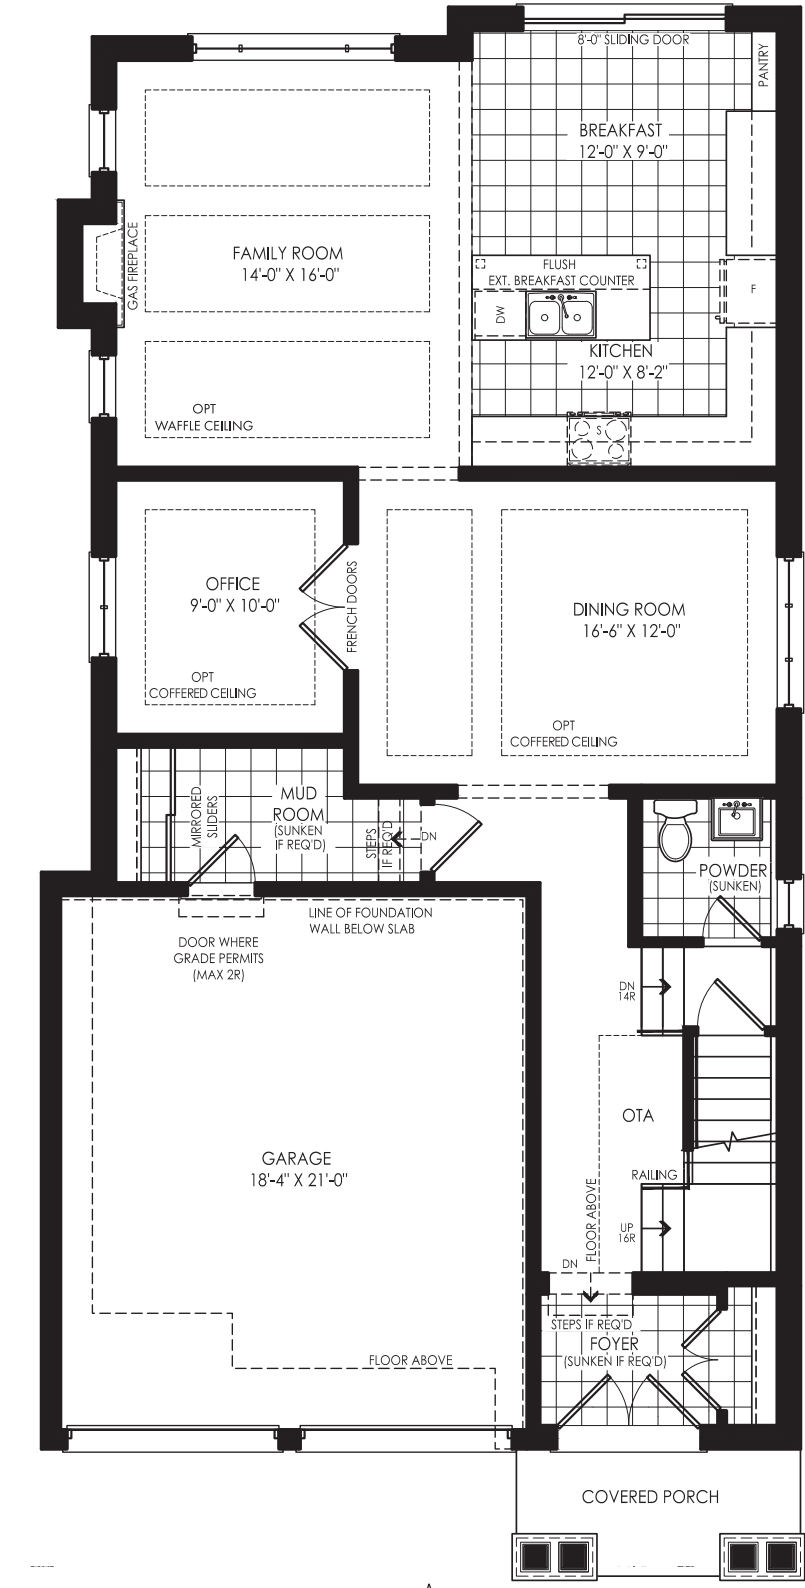 8'-0" SLIDING DOOR
PANTRY
BREAKFAST
12'-0" X 9'-0"
FAMILY ROOM
14'-0" X 16'-0"
GAS FIREPLACE
FLUSH
EXT. BREAKFAST COUNTER
DW
F
KITCHEN
12'-0" X 8'-2"
S
OPT
WAFFLE CEILING
OFFICE
9'-0" X 10'-0"
FRENCH DOORS
DINING ROOM
16'-6" X 12'-0"
OPT
COFFERED CEILING
OPT
COFFERED CEILING
MIRRORED
SLIDERS
MUD
ROOM
(SUNKEN
IF REQ'D)
STEPS
IF REQ'D
DN
POWDER
(SUNKEN)
LINE OF FOUNDATION
WALL BELOW SLAB
DOOR WHERE
GRADE PERMITS
(MAX 2R)
DN
14R
OTA
GARAGE
18'-4" X 21'-0"
RAILING
FLOOR ABOVE
UP
16R
DN
STEPS IF REQ'D
FOYER
(SUNKEN IF REQ'D)
FLOOR ABOVE
COVERED PORCH